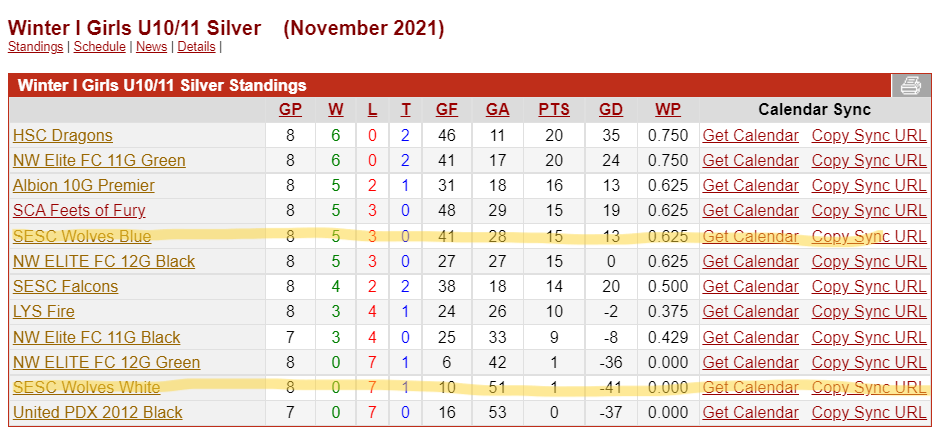 Winter I Girls U10/11 Silver (November 2021)
Standings | Schedule | News | Details |
Winter I Girls U10/11 Silver Standings
GP W L T GF GA PTS GD WP Calendar Sync
HSC Dragons 8 6 0 2 46 11 20 35 0.750 Get Calendar Copy Sync URL
NW Elite FC 11G Green 8 6 0 2 41 17 20 24 0.750 Get Calendar Copy Sync URL
Albion 10G Premier 8 5 2 1 31 18 16 13 0.625 Get Calendar Copy Sync URL
SCA Feets of Fury 8 5 3 0 48 29 15 19 0.625 Get Calendar Copy Sync URL
SESC Wolves Blue 8 5 3 0 41 28 15 13 0.625 Get Calendar Copy Sync URL
NW ELITE FC 12G Black 8 5 3 0 27 27 15 0 0.625 Get Calendar Copy Sync URL
SESC Falcons 8 4 2 2 38 18 14 20 0.500 Get Calendar Copy Sync URL
LYS Fire 8 3 4 1 24 26 10 -2 0.375 Get Calendar Copy Sync URL
NW Elite FC 11G Black 7 3 4 0 25 33 9 -8 0.429 Get Calendar Copy Sync URL
NW ELITE FC 12G Green 8 0 7 1 6 42 1 -36 0.000 Get Calendar Copy Sync URL
SESC Wolves White 8 0 7 1 10 51 1 -41 0.000 Get Calendar Copy Sync URL
United PDX 2012 Black 7 0 7 0 16 53 0 -37 0.000 Get Calendar Copy Sync URL